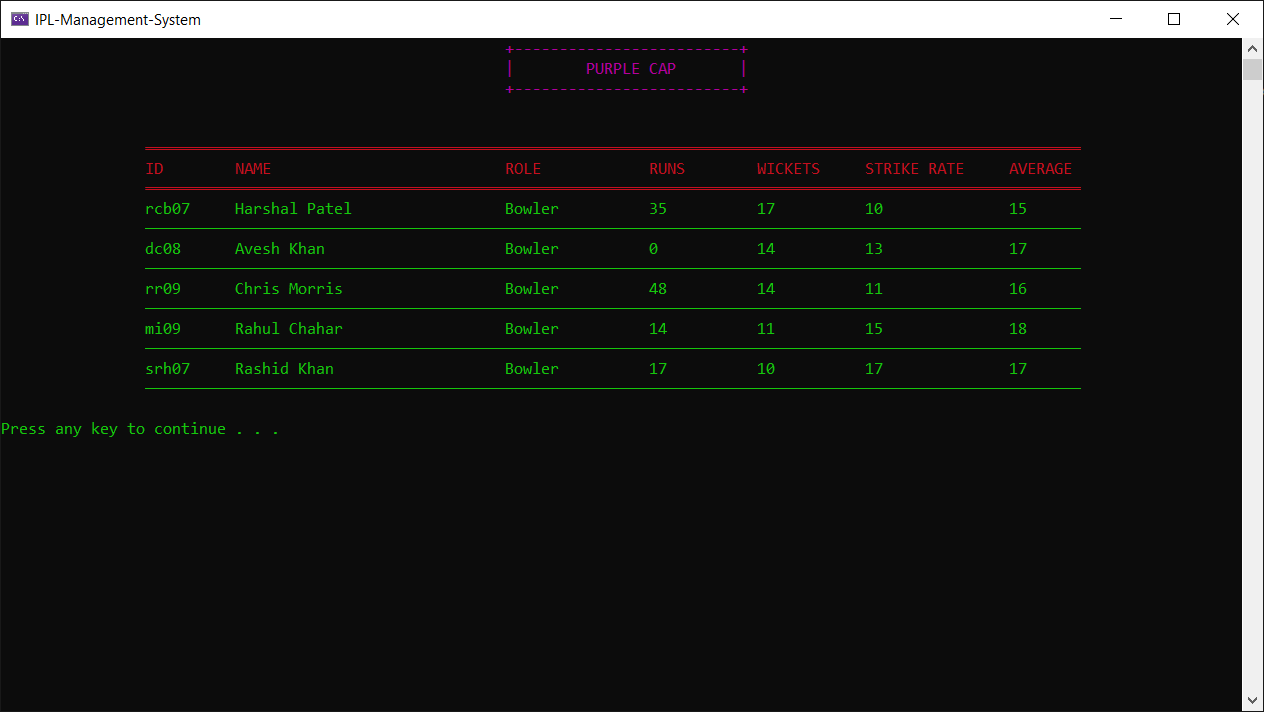 IPL-Management-System
PURPLE CAP
ID NAME ROLE RUNS WICKETS STRIKE RATE AVERAGE
rcb07 Harshal Patel Bowler 35 17 10 15
dc08 Avesh Khan Bowler 0 14 13 17
rr09 Chris Morris Bowler 48 14 11 16
mi09 Rahul Chahar Bowler 14 11 15 18
srh07 Rashid Khan Bowler 17 10 17 17
Press any key to continue . . .